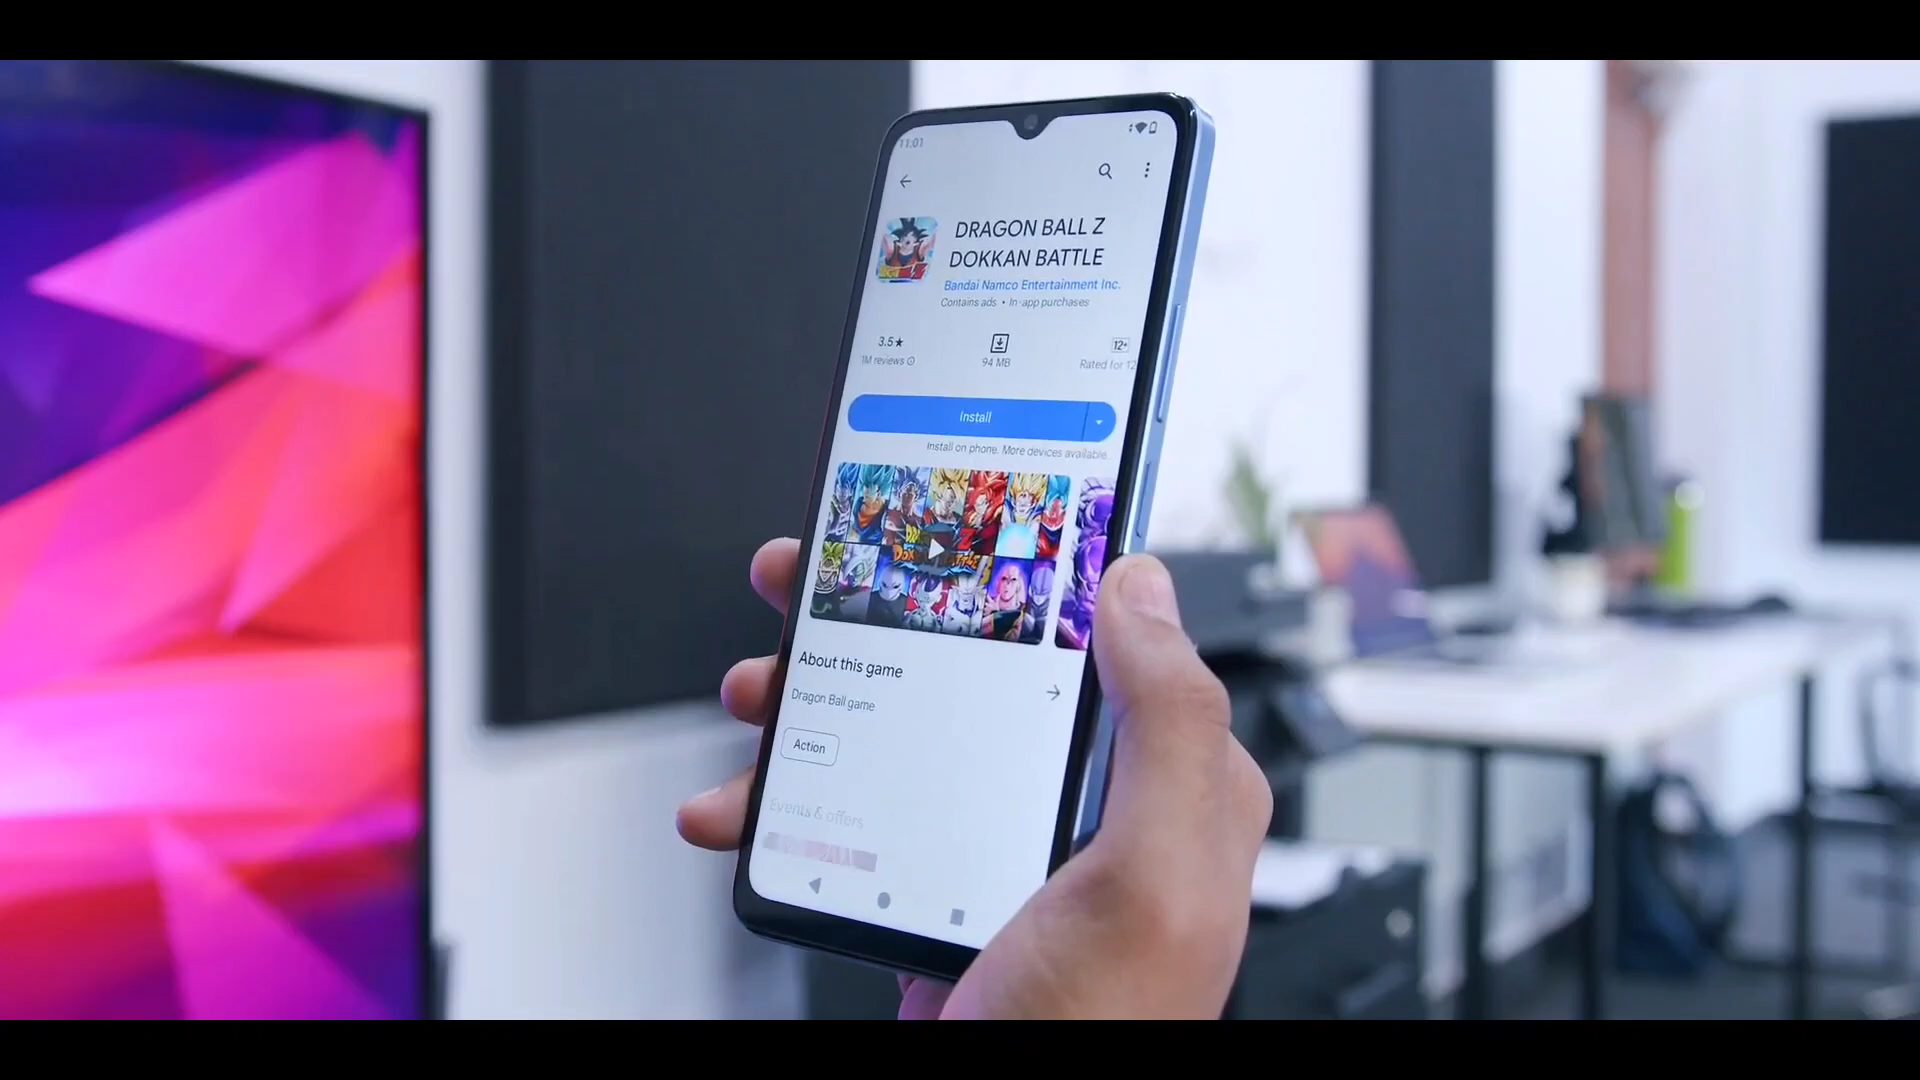 11:01
DRAGON BALL Z
DOKKAN BATTLE
Bandai Namco Entertainment Inc.
Contains ads • In-app purchases
3.5★
1M reviews
94 MB
12+
Rated for 12
Install
Install on phone. More devices available.
About this game
Dragon Ball game
Action
Events & offers